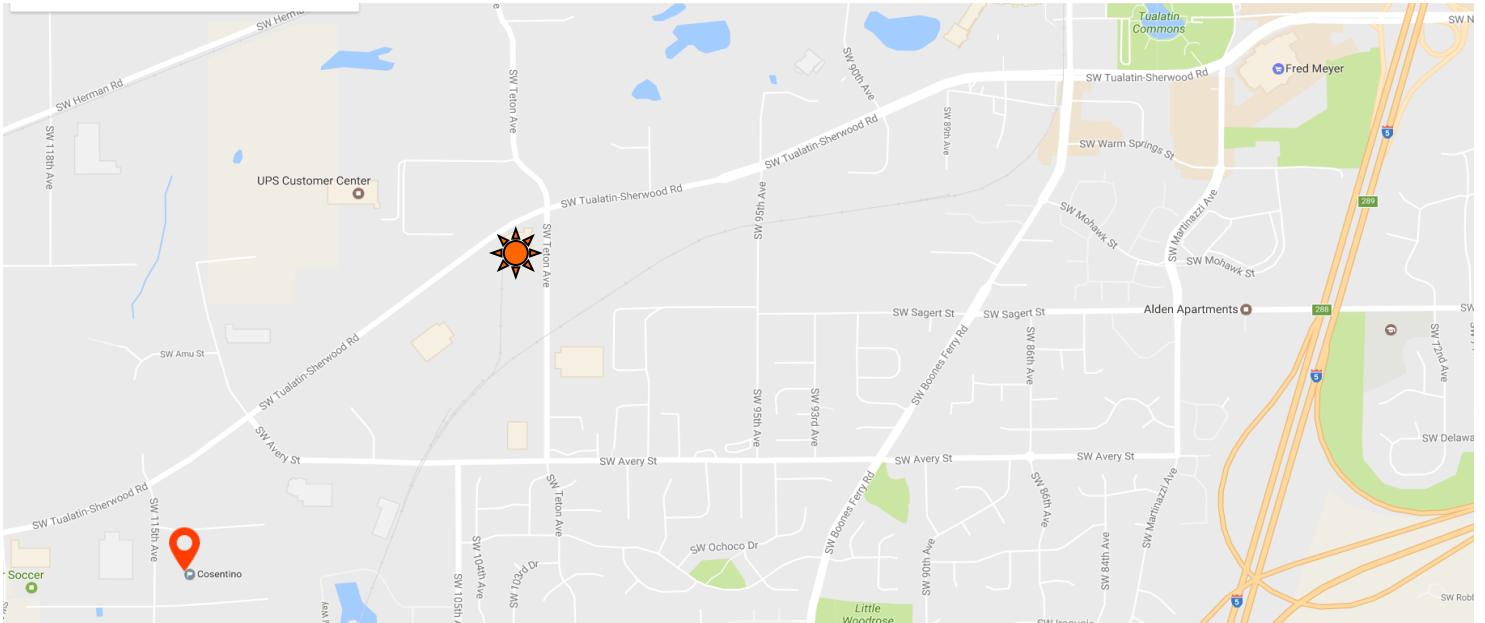 SW Herman Rd
SW Teton Ave
SW 90th Ave
Tualatin
Commons
SW N
SW Tualatin-Sherwood Rd
Fred Meyer
SW Herman Rd
SW 118th Ave
SW Tualatin-Sherwood Rd
SW 89th Ave
5
SW Warm Springs St
UPS Customer Center
SW Tualatin-Sherwood Rd
SW 95th Ave
289
SW Mohawk St
SW Martinazzi Ave
SW Teton Ave
SW Mohawk St
SW Sagert St
SW Sagert St
Alden Apartments
288
SW
SW Amu St
SW Tualatin-Sherwood Rd
SW Boones Ferry Rd
SW 86th Ave
SW 72nd Ave
5
SW 95th Ave
SW 93rd Ave
SW Avery St
SW Avery St
SW Avery St
SW Avery St
SW Delawa
SW Tualatin-Sherwood Rd
SW 115th Ave
SW Teton Ave
SW Boones Ferry Rd
SW 86th Ave
SW Martinazzi Ave
Cosentino
r Soccer
SW 104th Ave
SW 103rd Dr
SW Ochoco Dr
SW 90th Ave
SW 84th Ave
SW 105th A
5
SW Robl
Little
Woodrose